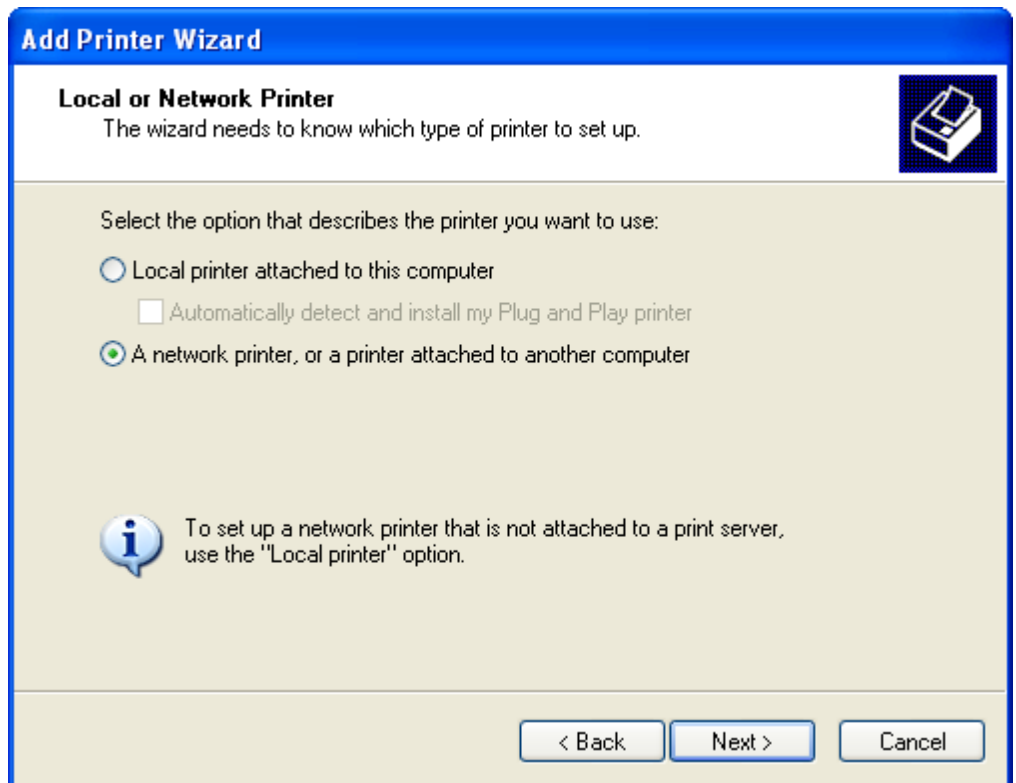 Add Printer Wizard
Local or Network Printer
The wizard needs to know which type of printer to set up.
Select the option that describes the printer you want to use:
Local printer attached to this computer
Automatically detect and install my Plug and Play printer
A network printer, or a printer attached to another computer
To set up a network printer that is not attached to a print server,
use the "Local printer" option.
< Back Next > Cancel